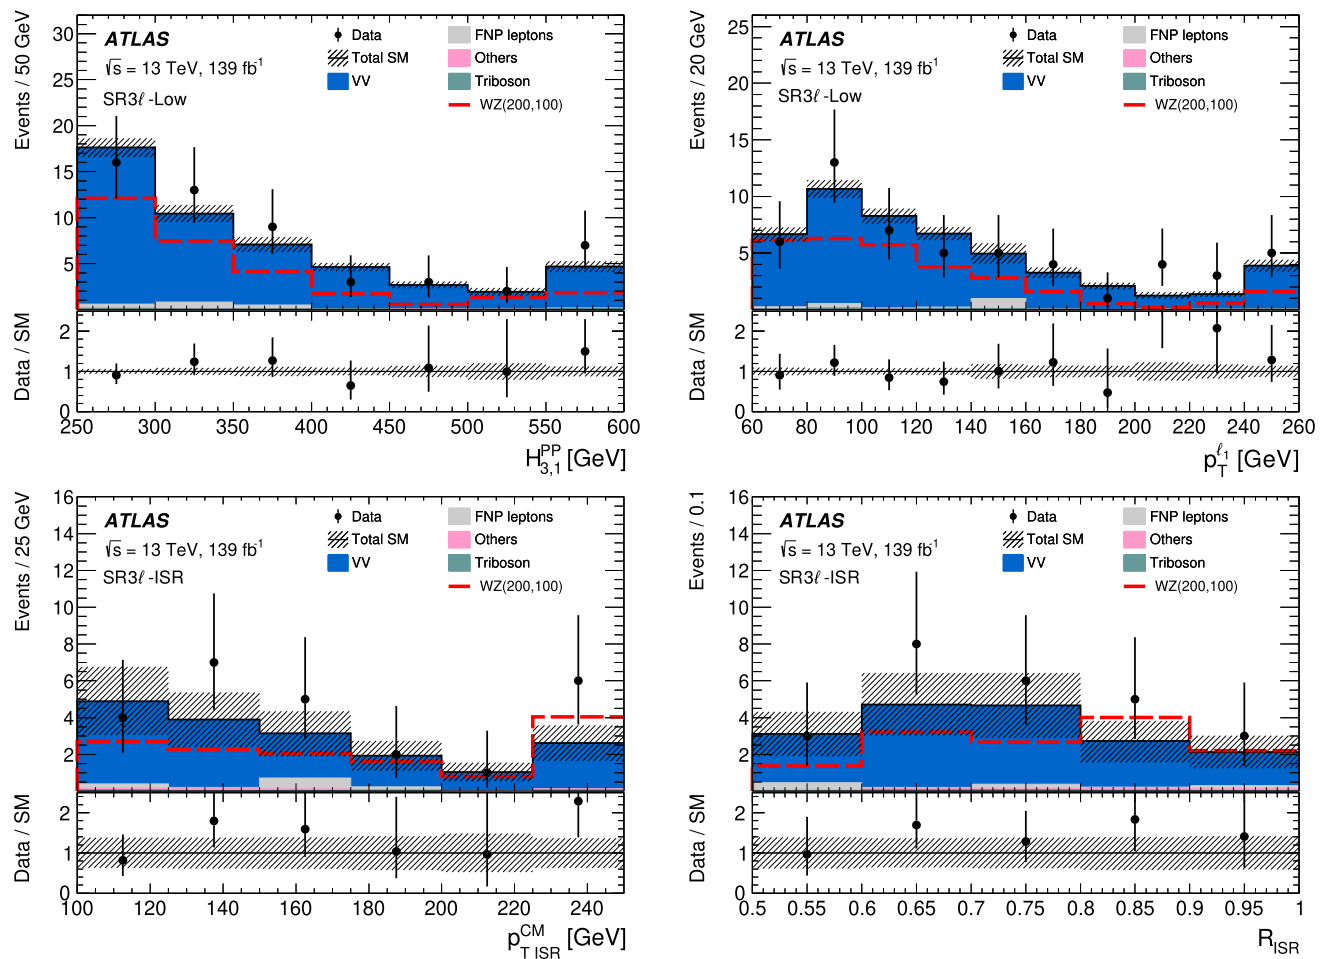 Events / 50 GeV
ATLAS
√s = 13 TeV, 139 fb⁻¹
SR3ℓ -Low
Data
Total SM
VV
FNP leptons
Others
Triboson
WZ(200,100)
30
25
20
15
10
5
Data / SM
2
1
0
250 300 350 400 450 500 550 600
H^PP_3,1 [GeV]
Events / 20 GeV
ATLAS
√s = 13 TeV, 139 fb⁻¹
SR3ℓ -Low
Data
Total SM
VV
FNP leptons
Others
Triboson
WZ(200,100)
25
20
15
10
5
Data / SM
2
1
0
60 80 100 120 140 160 180 200 220 240 260
p_T^ℓ₁ [GeV]
Events / 25 GeV
ATLAS
√s = 13 TeV, 139 fb⁻¹
SR3ℓ -ISR
Data
Total SM
VV
FNP leptons
Others
Triboson
WZ(200,100)
16
14
12
10
8
6
4
2
Data / SM
2
1
0
100 120 140 160 180 200 220 240
p^CM_T ISR [GeV]
Events / 0.1
ATLAS
√s = 13 TeV, 139 fb⁻¹
SR3ℓ -ISR
Data
Total SM
VV
FNP leptons
Others
Triboson
WZ(200,100)
16
14
12
10
8
6
4
2
Data / SM
2
1
0
0.5 0.55 0.6 0.65 0.7 0.75 0.8 0.85 0.9 0.95 1
R_ISR